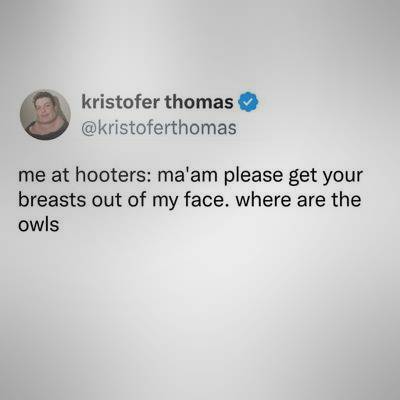 kristofer thomas
@kristoferthomas
me at hooters: ma'am please get your
breasts out of my face. where are the
owls